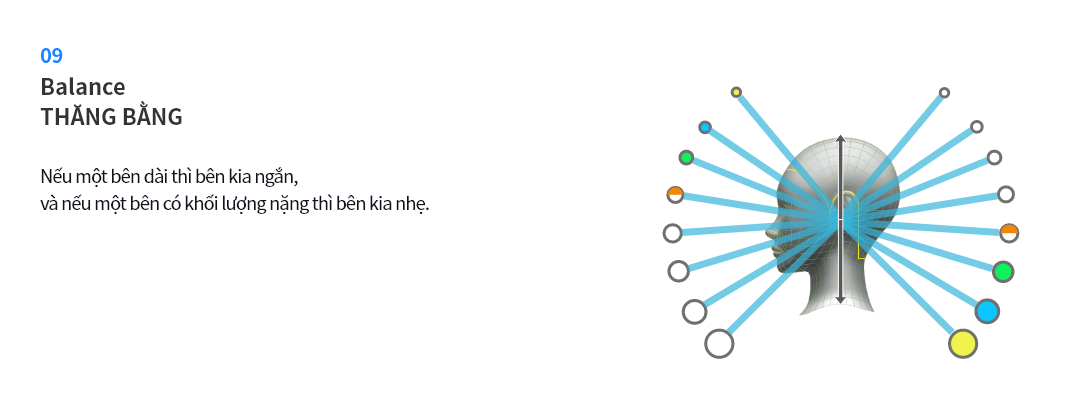 09
Balance
THĂNG BẰNG
Nếu một bên dài thì bên kia ngắn,
và nếu một bên có khối lượng nặng thì bên kia nhẹ.